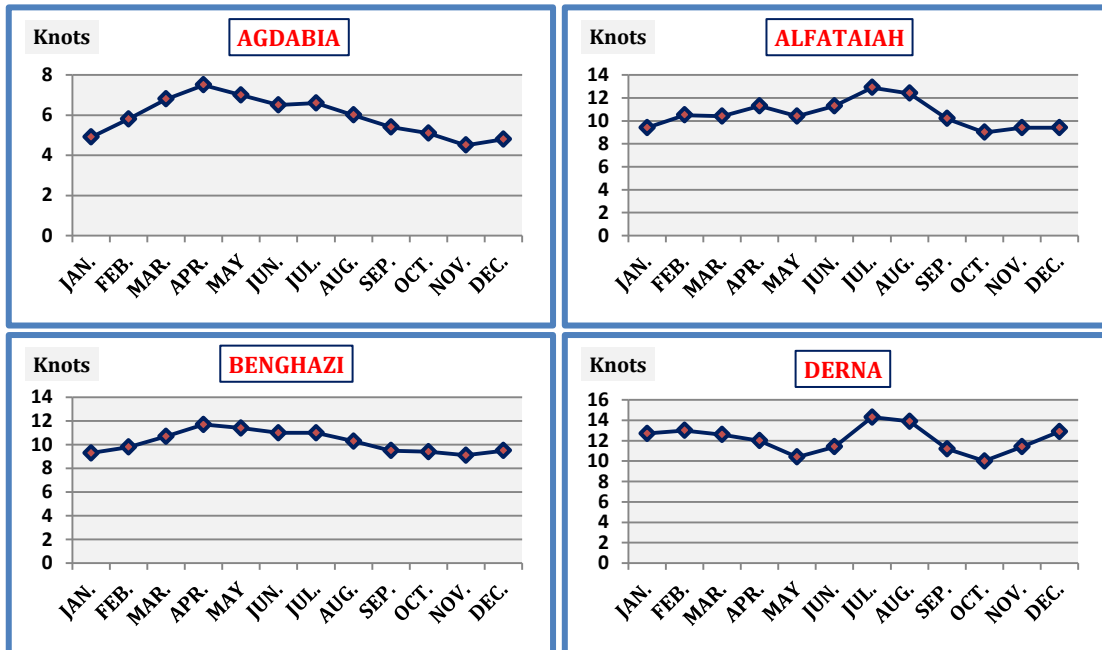 Knots
AGDABIA
8
6
4
2
0
JAN. FEB. MAR. APR. MAY JUN. JUL. AUG. SEP. OCT. NOV. DEC.
Knots
ALFATAIAH
14
12
10
8
6
4
2
0
JAN. FEB. MAR. APR. MAY JUN. JUL. AUG. SEP. OCT. NOV. DEC.
Knots
BENGHAZI
14
12
10
8
6
4
2
0
JAN. FEB. MAR. APR. MAY JUN. JUL. AUG. SEP. OCT. NOV. DEC.
Knots
DERNA
16
14
12
10
8
6
4
2
0
JAN. FEB. MAR. APR. MAY JUN. JUL. AUG. SEP. OCT. NOV. DEC.